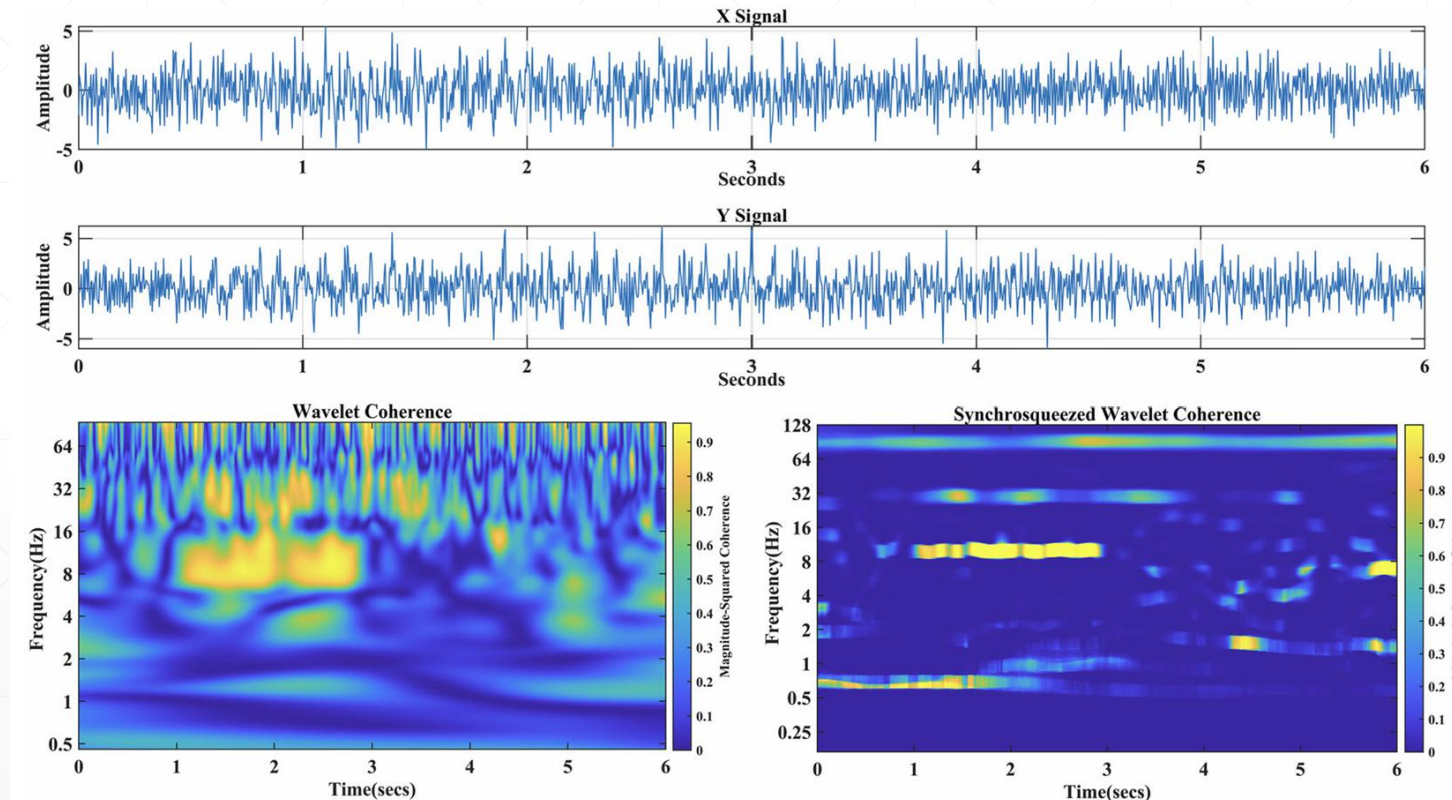 X Signal
Amplitude
5
0
-5
0 1 2 3 4 5 6
Seconds
Y Signal
Amplitude
5
0
-5
0 1 2 3 4 5 6
Seconds
Wavelet Coherence
Frequency(Hz)
64
32
16
8
4
2
1
0.5
0 1 2 3 4 5 6
Time(secs)
0.9
0.8
0.7
0.6
0.5
0.4
0.3
0.2
0.1
0
Magnitude-Squared Coherence
Synchrosqueezed Wavelet Coherence
Frequency(Hz)
128
64
32
16
8
4
2
1
0.5
0.25
0 1 2 3 4 5 6
Time(secs)
0.9
0.8
0.7
0.6
0.5
0.4
0.3
0.2
0.1
0